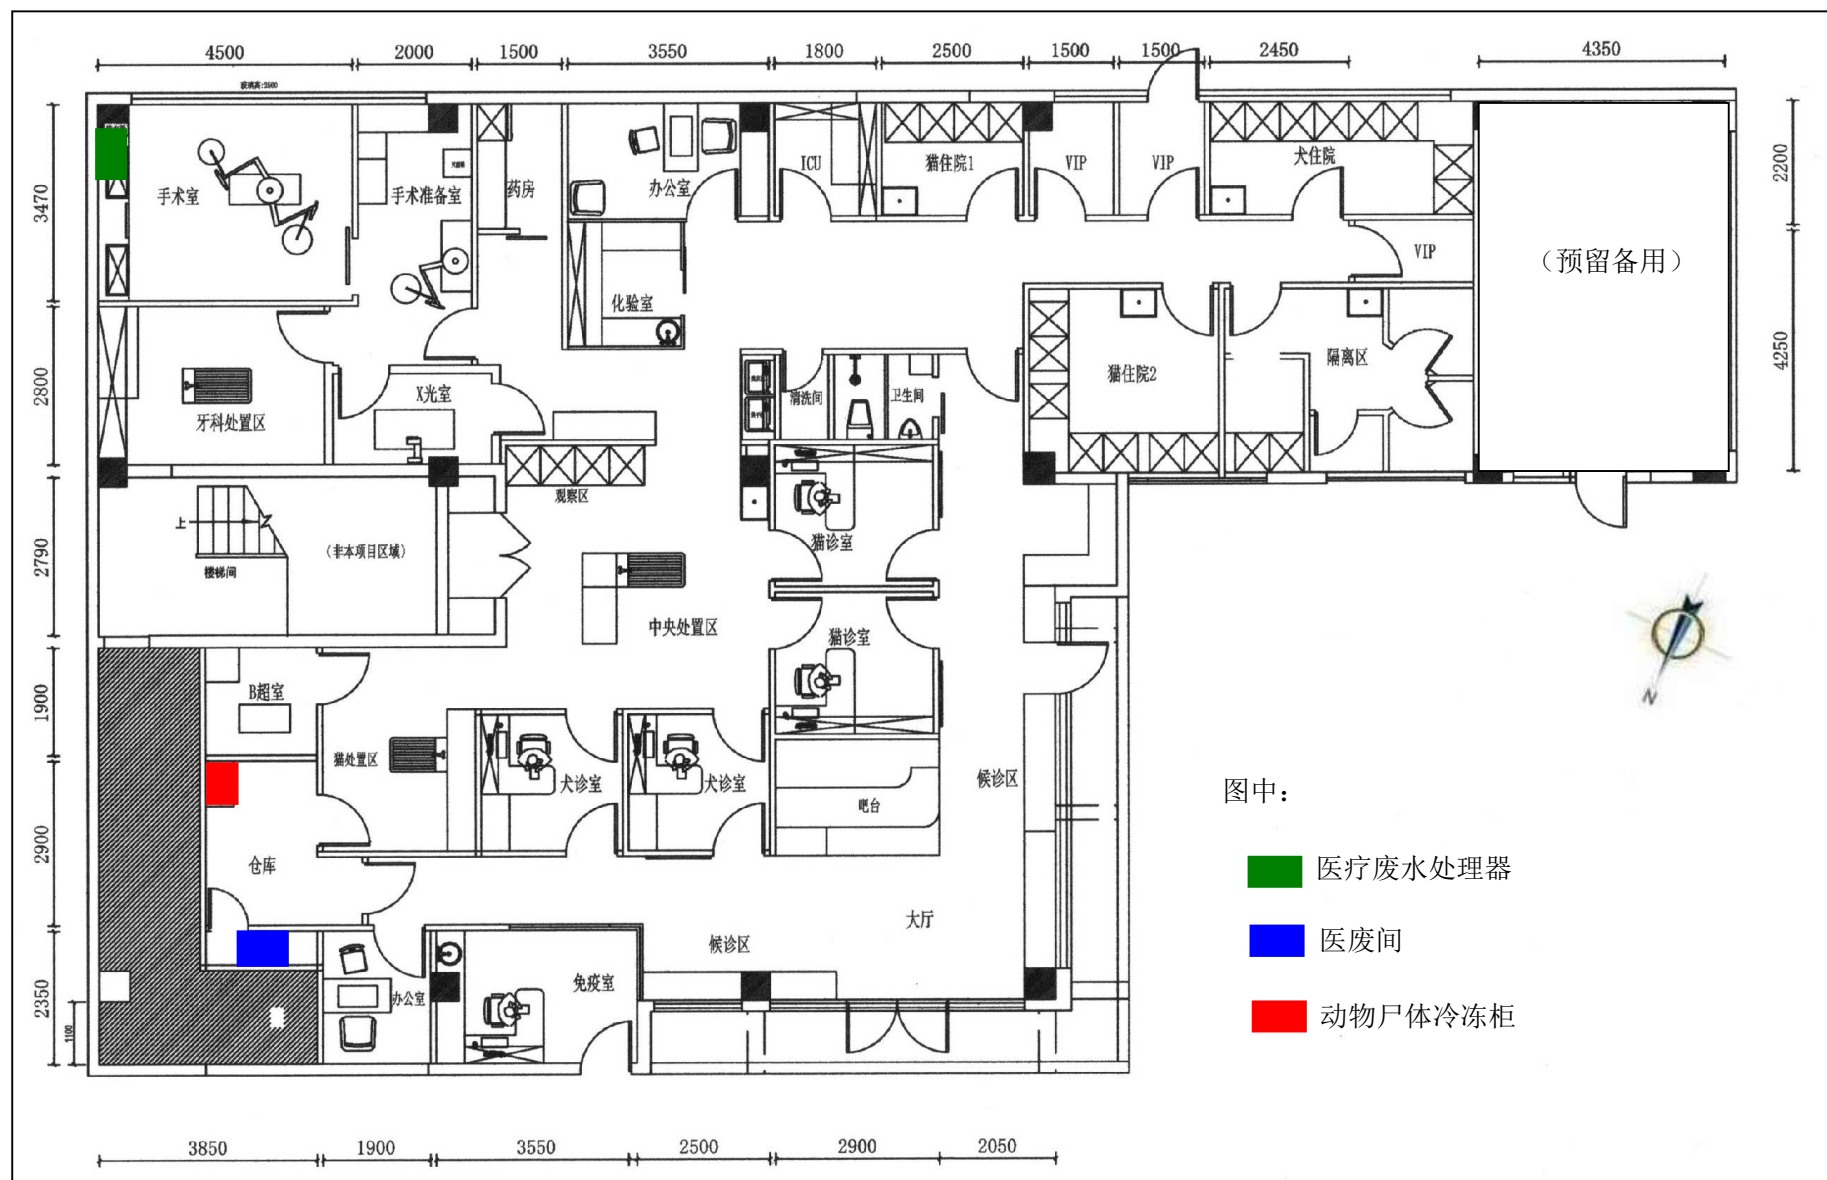 4500 2000 1500 3550 1800 2500 1500 1500 2450 4350
玻璃高:2500
手术室
手术准备室
药房
办公室
ICU
猫住院1
VIP
VIP
犬住院
3470
2200
VIP
（预留备用）
化验室
2800
4250
牙科处置区
X光室
清洗间
卫生间
猫住院2
隔离区
观察区
2790
上
（非本项目区域）
楼梯间
猫诊室
中央处置区
猫诊室
N
1900
B超室
猫处置区
犬诊室
犬诊室
候诊区
吧台
图中：
2900
仓库
医疗废水处理器
大厅
候诊区
医废间
2350
1100
办公室
免疫室
动物尸体冷冻柜
3850 1900 3550 2500 2900 2050